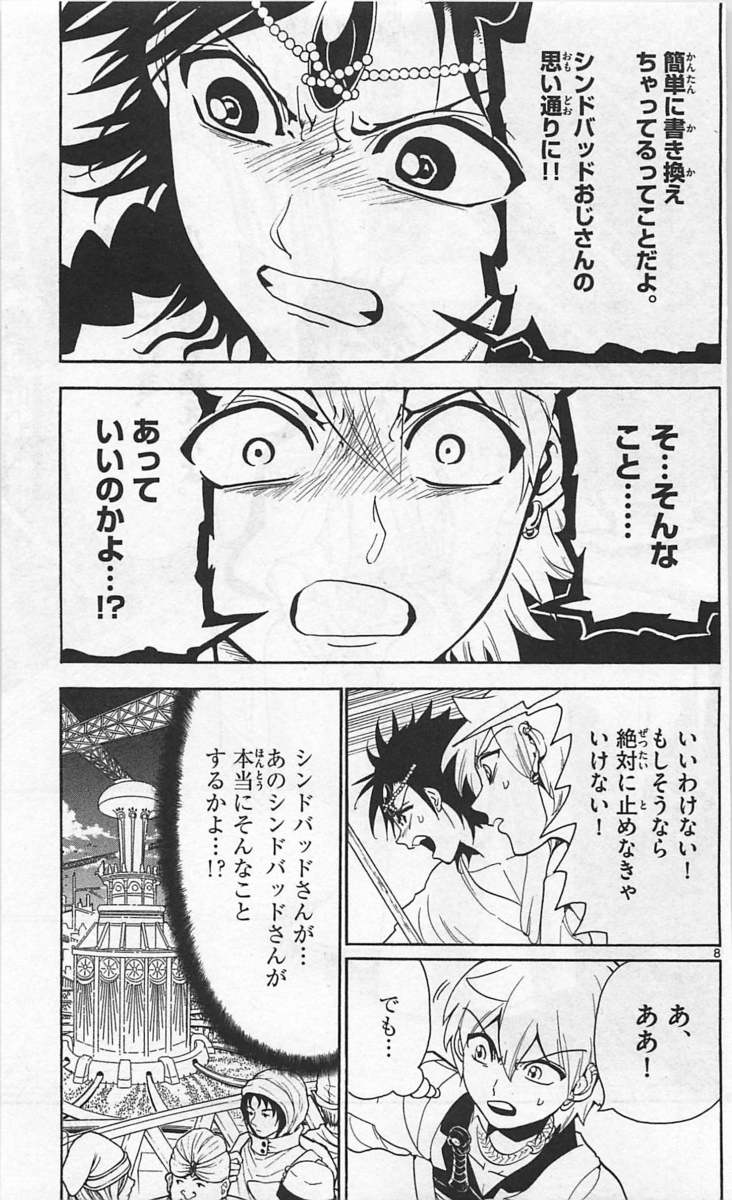 簡単に書き換え
ちゃってるってことだよ。
シンドバッドおじさんの
思い通りに!!
そ…そんな
こと……
あって
いいのかよ…!?
いいわけない！
もしそうなら
絶対に止めなきゃ
いけない！
8
あ、
ああ！
でも…
シンドバッドさんが…
あのシンドバッドさんが
本当にそんなこと
するかよ…!?